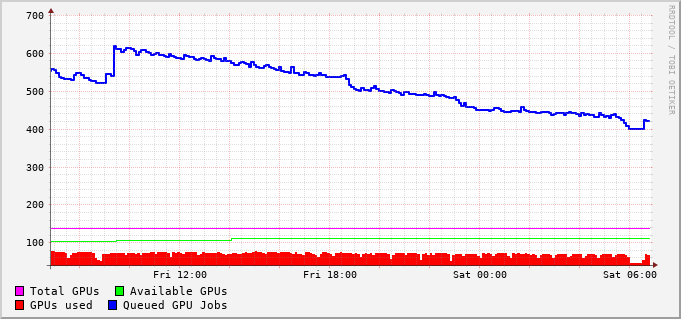 700
600
500
400
300
200
100
Fri 12:00 Fri 18:00 Sat 00:00 Sat 06:00
Total GPUs Available GPUs
GPUs used Queued GPU Jobs
RRDTOOL / TOBI OETIKER